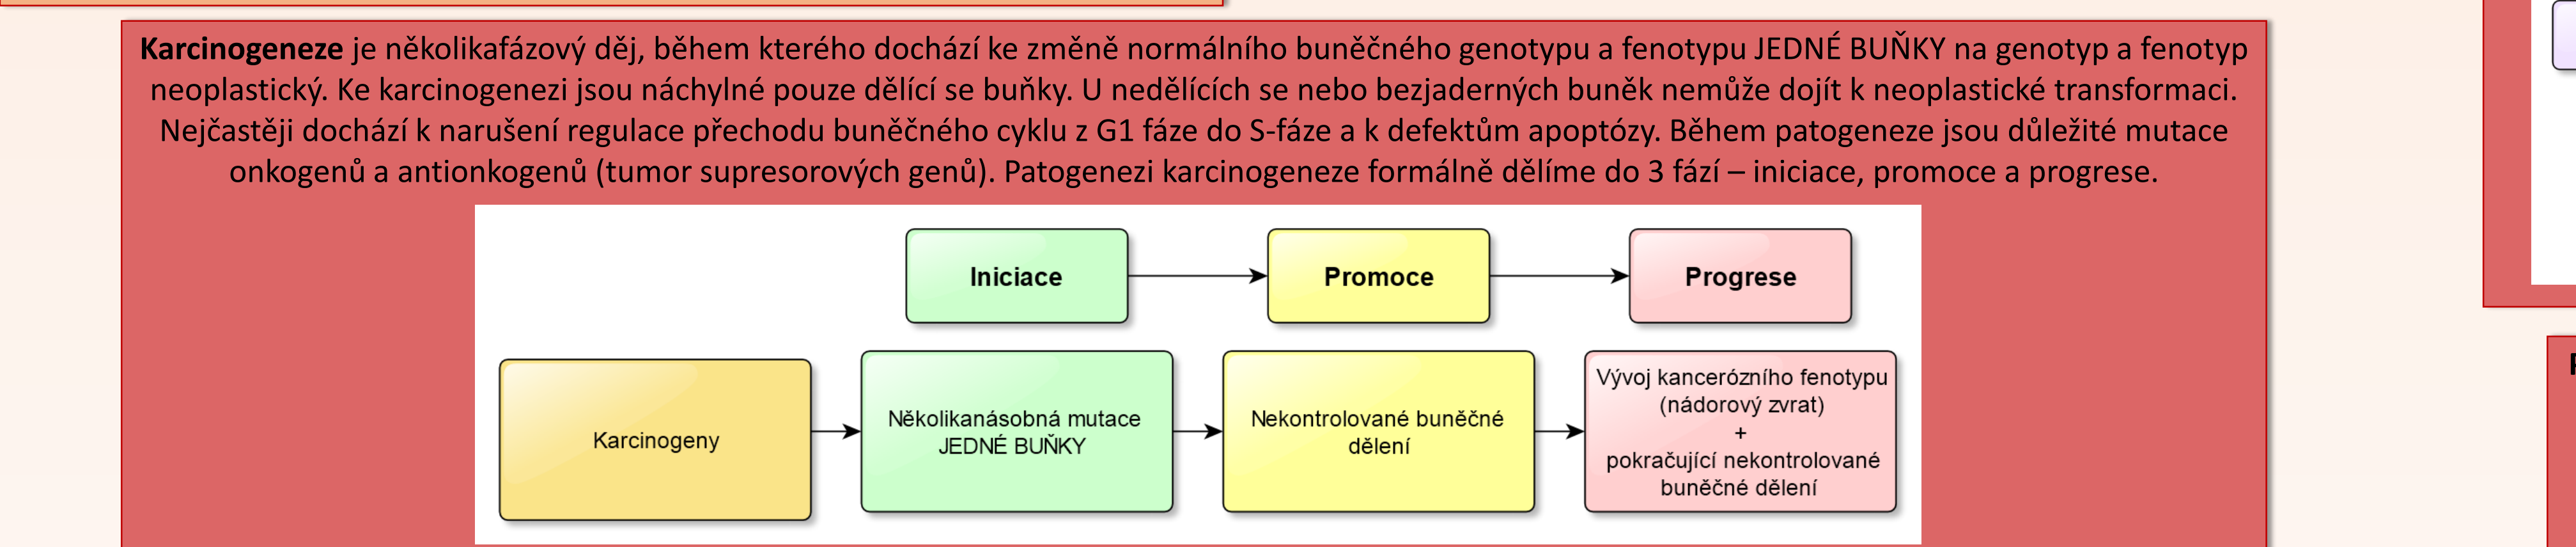 Karcinogeneze je několikafázový děj, během kterého dochází ke změně normálního buněčného genotypu a fenotypu JEDNÉ BUŇKY na genotyp a fenotyp
neoplastický. Ke karcinogenezi jsou náchylné pouze dělící se buňky. U nedělících se nebo bezjaderných buněk nemůže dojít k neoplastické transformaci.
Nejčastěji dochází k narušení regulace přechodu buněčného cyklu z G1 fáze do S-fáze a k defektům apoptózy. Během patogeneze jsou důležité mutace
onkogenů a antionkogenů (tumor supresorových genů). Patogenezi karcinogeneze formálně dělíme do 3 fází – iniciace, promoce a progrese.
Iniciace
Promoce
Progrese
Karcinogeny
Několikanásobná mutace
JEDNÉ BUŇKY
Nekontrolované buněčné
dělení
Vývoj kancerózního fenotypu
(nádorový zvrat)
+
pokračující nekontrolované
buněčné dělení